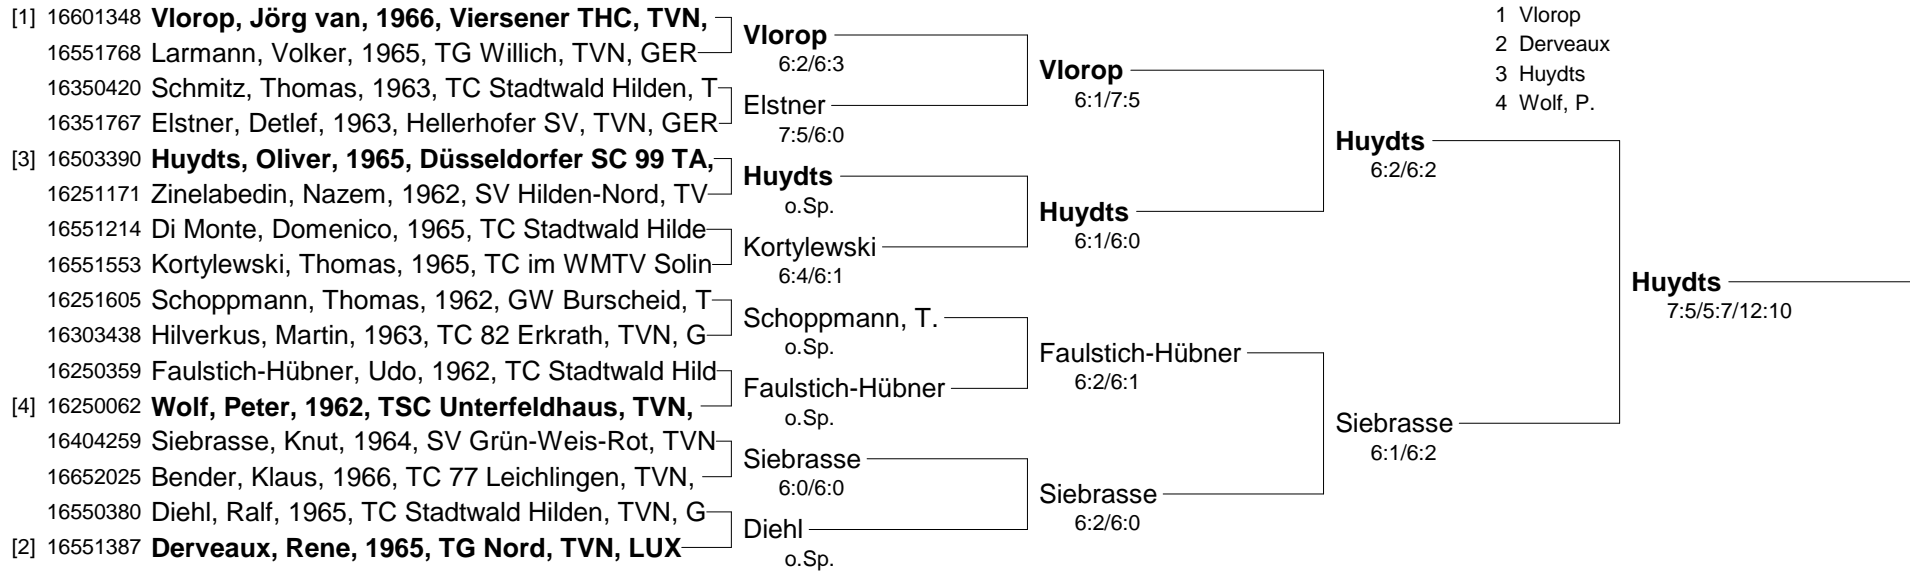 [1] 16601348 Vlorop, Jörg van, 1966, Viersener THC, TVN,
16551768 Larmann, Volker, 1965, TG Willich, TVN, GER
16350420 Schmitz, Thomas, 1963, TC Stadtwald Hilden, T
16351767 Elstner, Detlef, 1963, Hellerhofer SV, TVN, GER
[3] 16503390 Huydts, Oliver, 1965, Düsseldorfer SC 99 TA,
16251171 Zinelabedin, Nazem, 1962, SV Hilden-Nord, TV
16551214 Di Monte, Domenico, 1965, TC Stadtwald Hilde
16551553 Kortylewski, Thomas, 1965, TC im WMTV Solin
16251605 Schoppmann, Thomas, 1962, GW Burscheid, T
16303438 Hilverkus, Martin, 1963, TC 82 Erkrath, TVN, G
16250359 Faulstich-Hübner, Udo, 1962, TC Stadtwald Hild
[4] 16250062 Wolf, Peter, 1962, TSC Unterfeldhaus, TVN,
16404259 Siebrasse, Knut, 1964, SV Grün-Weis-Rot, TVN
16652025 Bender, Klaus, 1966, TC 77 Leichlingen, TVN,
16550380 Diehl, Ralf, 1965, TC Stadtwald Hilden, TVN, G
[2] 16551387 Derveaux, Rene, 1965, TG Nord, TVN, LUX
Vlorop
6:2/6:3
Elstner
7:5/6:0
Huydts
o.Sp.
Kortylewski
6:4/6:1
Schoppmann, T.
o.Sp.
Faulstich-Hübner
o.Sp.
Siebrasse
6:0/6:0
Diehl
o.Sp.
Vlorop
6:1/7:5
Huydts
6:1/6:0
Faulstich-Hübner
6:2/6:1
Siebrasse
6:2/6:0
Huydts
6:2/6:2
Siebrasse
6:1/6:2
Huydts
7:5/5:7/12:10
1 Vlorop
2 Derveaux
3 Huydts
4 Wolf, P.